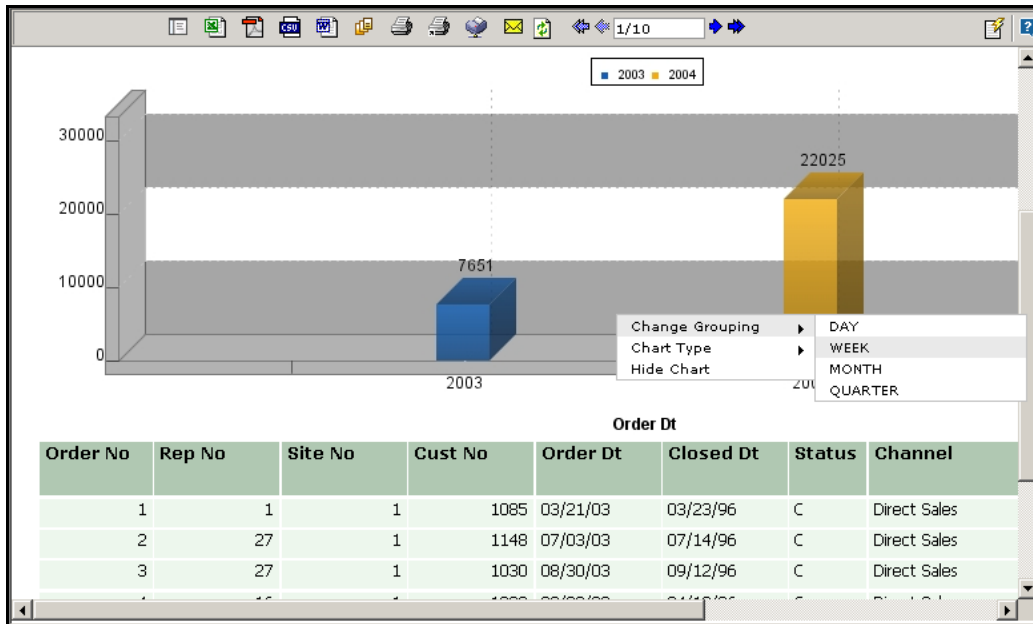 CSV W 1/10 ?
2003 2004
30000
22025
20000
7651
10000
Change Grouping DAY
Chart Type WEEK
Hide Chart MONTH
QUARTER
0
2003
Order Dt
Order No Rep No Site No Cust No Order Dt Closed Dt Status Channel
1 1 1 1085 03/21/03 03/23/96 C Direct Sales
2 27 1 1148 07/03/03 07/14/96 C Direct Sales
3 27 1 1030 08/30/03 09/12/96 C Direct Sales